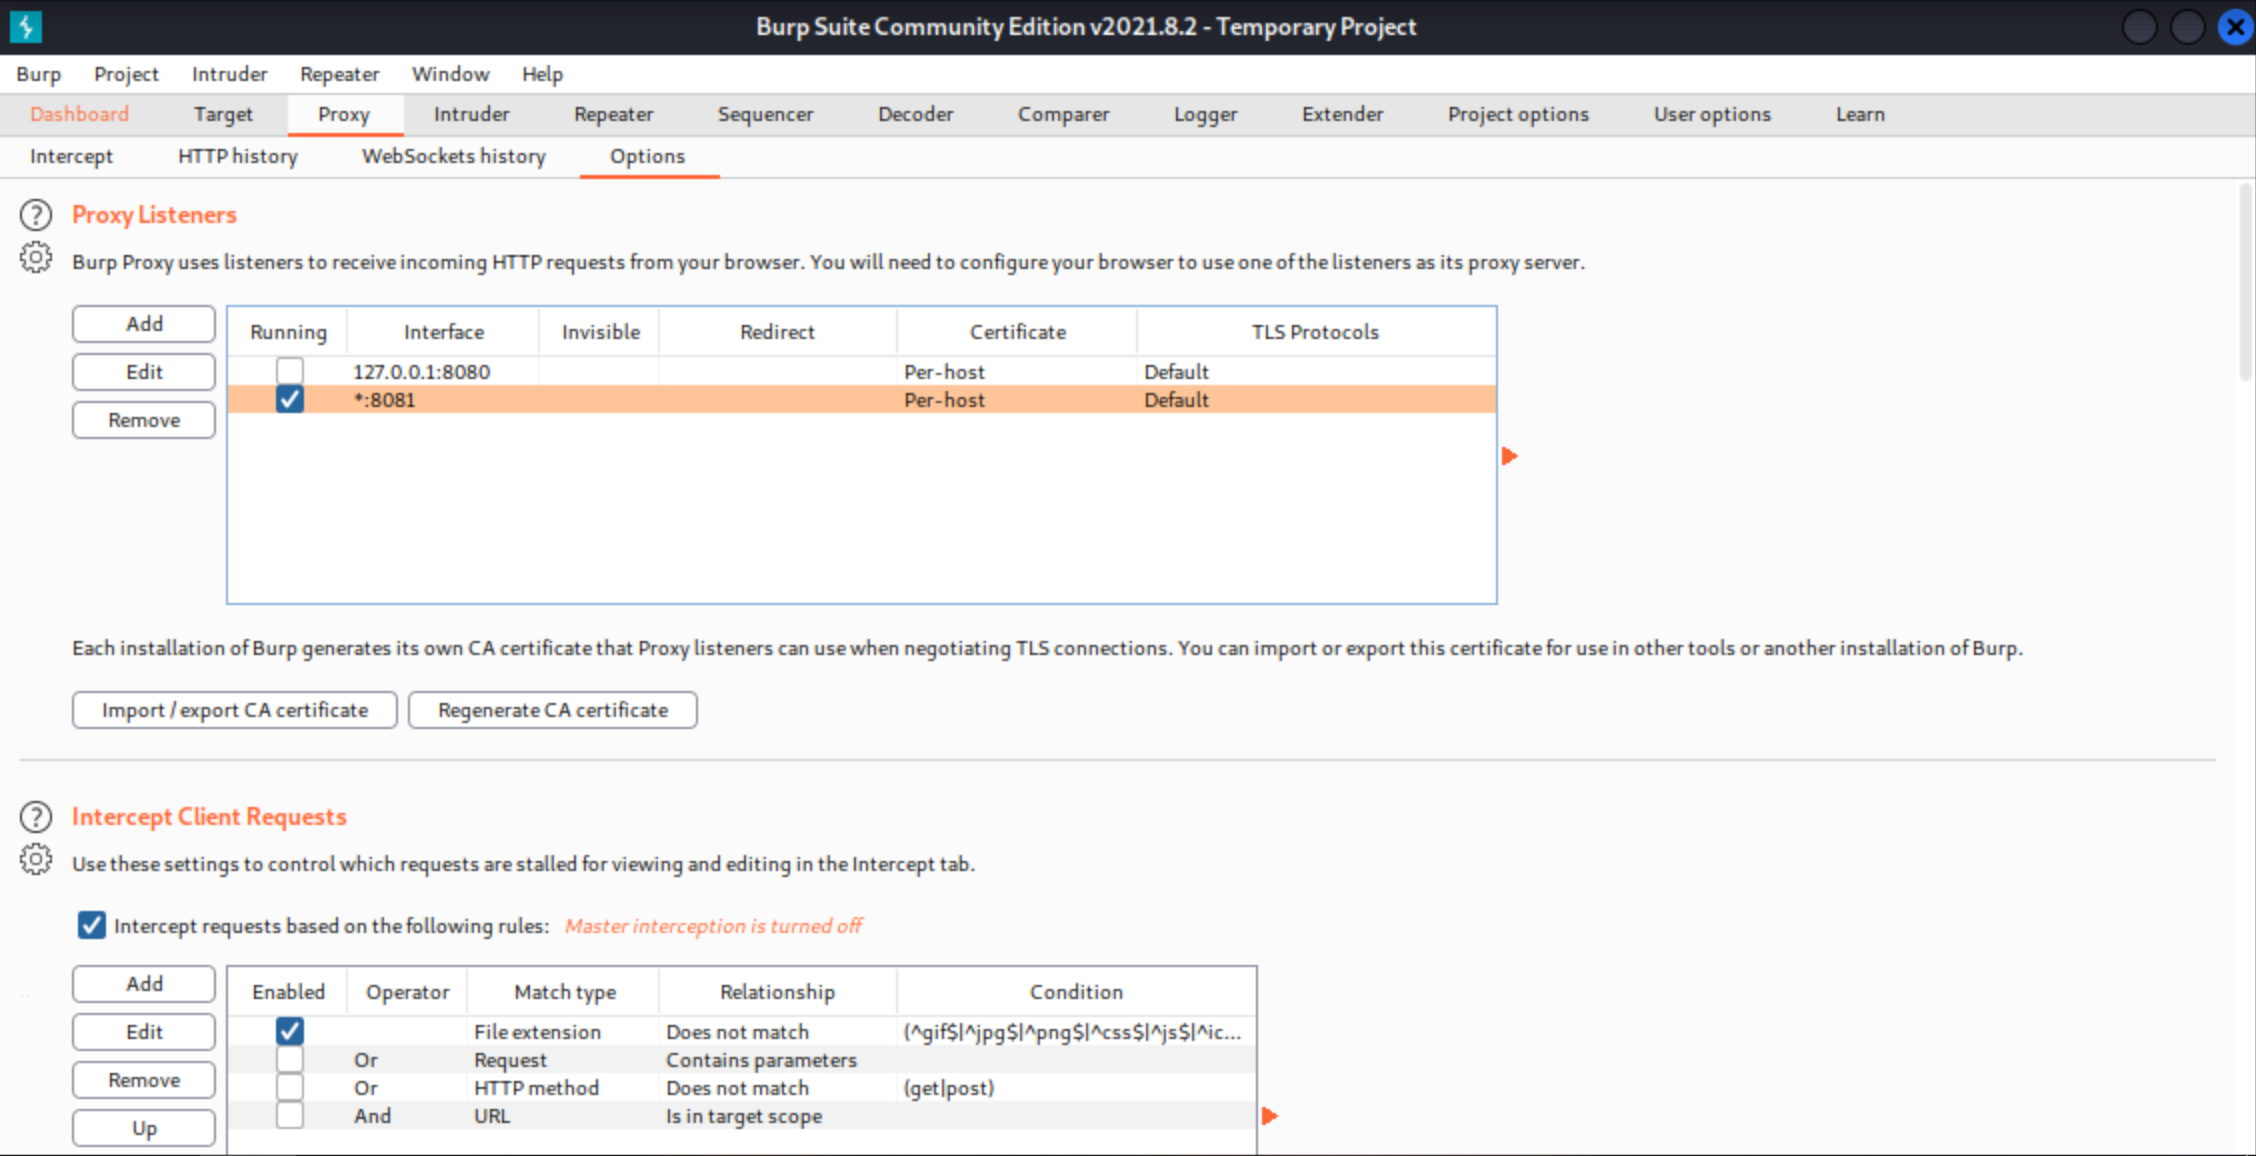 Burp Suite Community Edition v2021.8.2 - Temporary Project
Burp Project Intruder Repeater Window Help
Dashboard Target Proxy Intruder Repeater Sequencer Decoder Comparer Logger Extender Project options User options Learn
Intercept HTTP history WebSockets history Options
? Proxy Listeners
Burp Proxy uses listeners to receive incoming HTTP requests from your browser. You will need to configure your browser to use one of the listeners as its proxy server.
Add
Edit
Remove
Running Interface Invisible Redirect Certificate TLS Protocols
127.0.0.1:8080 Per-host Default
*:8081 Per-host Default
Each installation of Burp generates its own CA certificate that Proxy listeners can use when negotiating TLS connections. You can import or export this certificate for use in other tools or another installation of Burp.
Import / export CA certificate Regenerate CA certificate
? Intercept Client Requests
Use these settings to control which requests are stalled for viewing and editing in the Intercept tab.
Intercept requests based on the following rules: Master interception is turned off
Add
Edit
Remove
Up
Enabled Operator Match type Relationship Condition
File extension Does not match (^gif$|^jpg$|^png$|^css$|^js$|^ic...
Or Request Contains parameters
Or HTTP method Does not match (get|post)
And URL Is in target scope